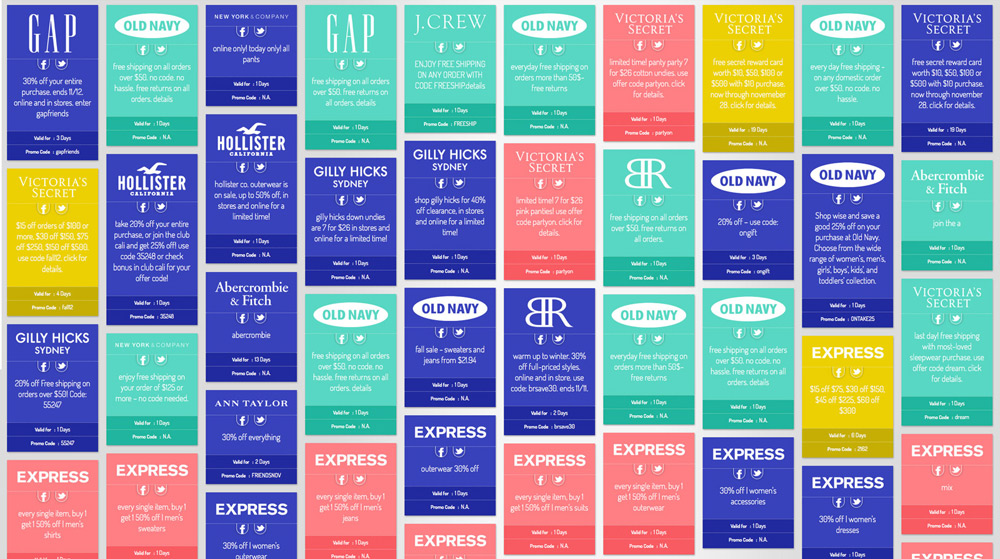 GAP
30% off your entire
purchase. ends 11/12.
online and in store. enter
gapfriends
Valid for : 3 Days
Promo Code : gapfriends
VICTORIA'S
SECRET
$15 off orders of $100 or
more, $30 off $150, $75
off $250, $150 off $500.
use code fall12. click for
details.
Valid for : 4 Days
Promo Code : fall12
GILLY HICKS
SYDNEY
20% off Free shipping on
orders over $50! Code:
55247
Valid for : 1 Days
Promo Code : 55247
EXPRESS
every single item, buy 1
get 1 50% off | men's
shirts
Valid for : 1 Days
OLD NAVY
free shipping on all orders
over $50. no code. no
hassle. free returns on all
orders. details
Valid for : 1 Days
Promo Code : N.A.
HOLLISTER
CALIFORNIA
take 20% off your entire
purchase, or join the club
cali and get 25% off! use
code 35248 or check
bonus in club cali for your
offer code!
Valid for : 1 Days
Promo Code : 35248
NEW YORK & COMPANY
enjoy free shipping on
your order of $125 or
more – no code needed.
Valid for : 1 Days
Promo Code : N.A.
EXPRESS
every single item, buy 1
get 1 50% off | men's
sweaters
Valid for : 1 Days
NEW YORK & COMPANY
online only! today only! all
pants
Valid for : 1 Days
Promo Code : N.A.
HOLLISTER
CALIFORNIA
hollister co. outerwear is
on sale, up to 50% off, in
stores and online for a
limited time!
Valid for : 1 Days
Promo Code : N.A.
Abercrombie
& Fitch
abercrombie
Valid for : 13 Days
Promo Code : N.A.
ANN TAYLOR
30% off everything
Valid for : 2 Days
Promo Code : FRIENDSNOV
EXPRESS
30% off | women's
outerwear
GAP
free shipping on all orders
over $50. free returns on
all orders. details
Valid for : 1 Days
Promo Code : N.A.
GILLY HICKS
SYDNEY
gilly hicks down undies
are 7 for $26 in stores and
online for a limited time!
Valid for : 1 Days
Promo Code : N.A.
OLD NAVY
free shipping on all orders
over $50. no code, no
hassle. free returns on all
orders. details
Valid for : 1 Days
Promo Code : N.A.
EXPRESS
every single item, buy 1
get 1 50% off | men's
jeans
Valid for : 1 Days
Promo Code : N.A.
J.CREW
ENJOY FREE SHIPPING
ON ANY ORDER WITH
CODE FREESHIP.details
Valid for : 1 Days
Promo Code : FREESHIP
GILLY HICKS
SYDNEY
shop gilly hicks for 40%
off clearance, in stores
and online for a limited
time!
Valid for : 1 Days
Promo Code : N.A.
OLD NAVY
fall sale – sweaters and
jeans from $21.94
Valid for : 1 Days
Promo Code : N.A.
EXPRESS
outerwear 30% off
Valid for : 1 Days
Promo Code : N.A.
EXPRESS
OLD NAVY
everyday free shipping on
orders more than 50$–
free returns
Valid for : 1 Days
Promo Code : N.A.
VICTORIA'S
SECRET
limited time! 7 for $26
pink panties! use offer
code partyon. click for
details.
Valid for : 1 Days
Promo Code : partyon
BR
warm up to winter. 30%
off full-priced styles.
online and in store. use
code: brsave30. ends 11/11.
Valid for : 2 Days
Promo Code : brsave30
EXPRESS
every single item, buy 1
get 1 50% off | men's suits
Valid for : 1 Days
Promo Code : N.A.
VICTORIA'S
SECRET
limited time! panty party 7
for $26 cotton undies. use
offer code partyon. click
for details.
Valid for : 1 Days
Promo Code : partyon
BR
free shipping on all orders
over $50. free returns on
all orders.
Valid for : 1 Days
Promo Code : N.A.
OLD NAVY
everyday free shipping on
orders more than 50$–
free returns
Valid for : 1 Days
Promo Code : N.A.
EXPRESS
every single item, buy 1
get 1 50% off | men's
outerwear
Valid for : 1 Days
Promo Code : N.A.
VICTORIA'S
SECRET
free secret reward card
worth $10, $50, $100 or
$500 with $10 purchase.
now through novemeber
28. click for details.
Valid for : 19 Days
Promo Code : N.A.
OLD NAVY
20% off – use code:
ongift
Valid for : 3 Days
Promo Code : ongift
OLD NAVY
free shipping on all orders
over $50. no code, no
hassle. free returns on all
orders. details
Valid for : 1 Days
Promo Code : N.A.
EXPRESS
30% off | women's
accessories
Valid for : 1 Days
Promo Code : N.A.
OLD NAVY
every day free shipping –
on any domestic order
over $50. no code, no
hassle.
Valid for : 1 Days
Promo Code : N.A.
OLD NAVY
Shop wise and save a
good 25% off on your
purchase at Old Navy.
Choose from the wide
range of women's, men's,
girls', boys', kids', and
toddlers' collection.
Valid for : 1 Days
Promo Code : ONTAKE25
EXPRESS
$15 off $75, $30 off $150,
$45 off $225, $60 off
$300
Valid for : 6 Days
Promo Code : 2162
EXPRESS
30% off | women's
dresses
Valid for : 1 Days
VICTORIA'S
SECRET
free secret reward card
worth $10, $50, $100 or
$500 with $10 purchase.
now through november
28. click for details.
Valid for : 19 Days
Promo Code : N.A.
Abercrombie
& Fitch
join the a
Valid for : 1 Days
Promo Code : N.A.
VICTORIA'S
SECRET
last day! free shipping
with most-loved
sleepwear purchase. use
offer code dream. click
for details.
Valid for : 1 Days
Promo Code : dream
EXPRESS
mix
Valid for : 1 Days
Promo Code : N.A.
EXPRESS